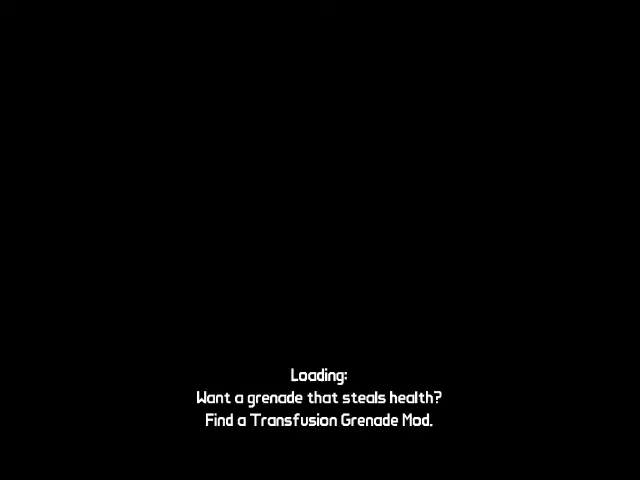 Loading:
Want a grenade that steals health?
Find a Transfusion Grenade Mod.